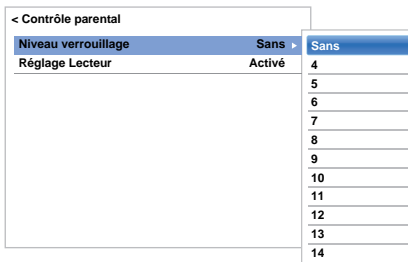 < Contrôle parental
Niveau verrouillage Sans
Réglage Lecteur Activé
Sans
4
5
6
7
8
9
10
11
12
13
14